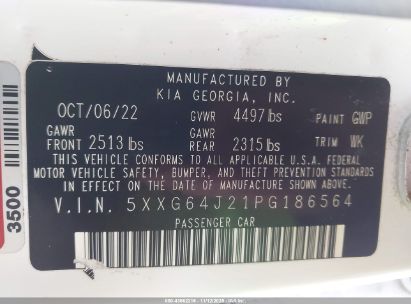 MANUFACTURED BY
KIA GEORGIA, INC.
OCT/06/22 GVWR 4497 lbs PAINT GWP
GAWR FRONT 2513 lbs GAWR REAR 2315 lbs TRIM WK
THIS VEHICLE CONFORMS TO ALL APPLICABLE U.S.A. FEDERAL
MOTOR VEHICLE SAFETY, BUMPER, AND THEFT PREVENTION STANDARDS
IN EFFECT ON THE DATE OF MANUFACTURE SHOWN ABOVE.
V.I.N. 5XXG64J21PG186564
PASSENGER CAR
3500